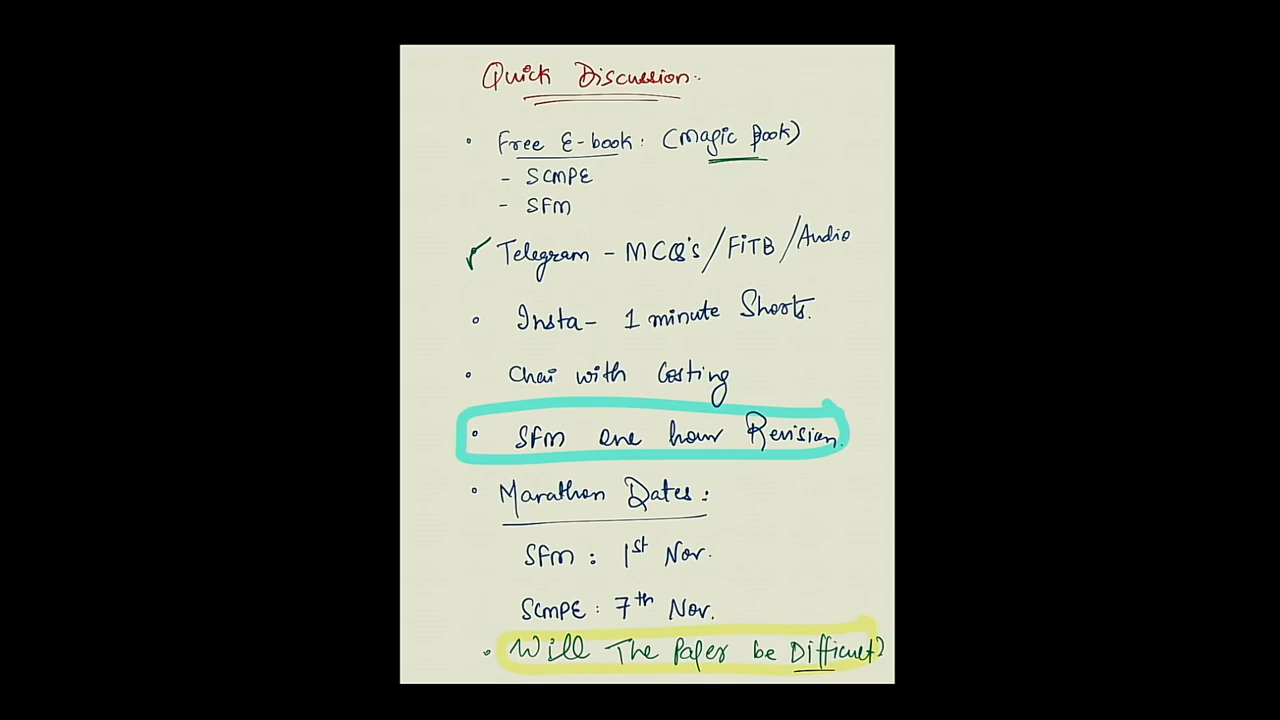 Quick Discussion.
• Free E-book: (Magic Book)
- SCMPE
- SFM
✓ Telegram - MCQ's/FiTB/Audio
• Insta- 1 minute Shorts.
• Chai with Costing
• SFM one hour Revision.
• Marathon Dates:
SFM: 1st Nov.
SCMPE: 7th Nov.
• Will The Paper be Difficult?